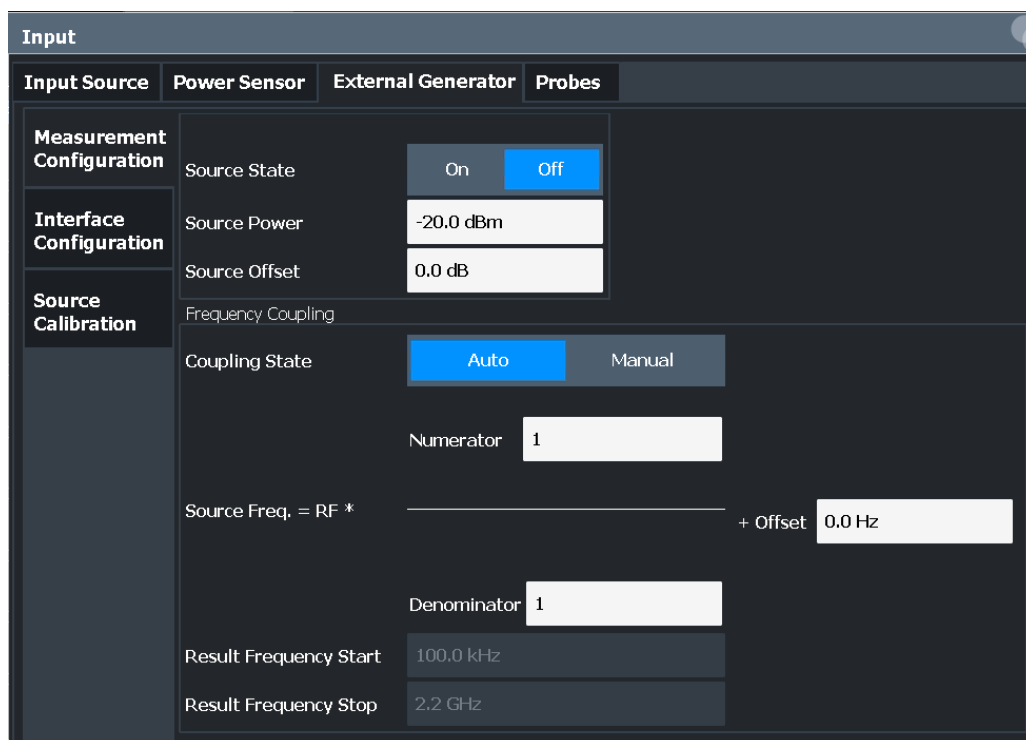 Input
Input Source Power Sensor External Generator Probes
Measurement
Configuration
Interface
Configuration
Source
Calibration
Source State On Off
Source Power -20.0 dBm
Source Offset 0.0 dB
Frequency Coupling
Coupling State Auto Manual
Numerator 1
Source Freq. = RF *
+ Offset 0.0 Hz
Denominator 1
Result Frequency Start 100.0 kHz
Result Frequency Stop 2.2 GHz